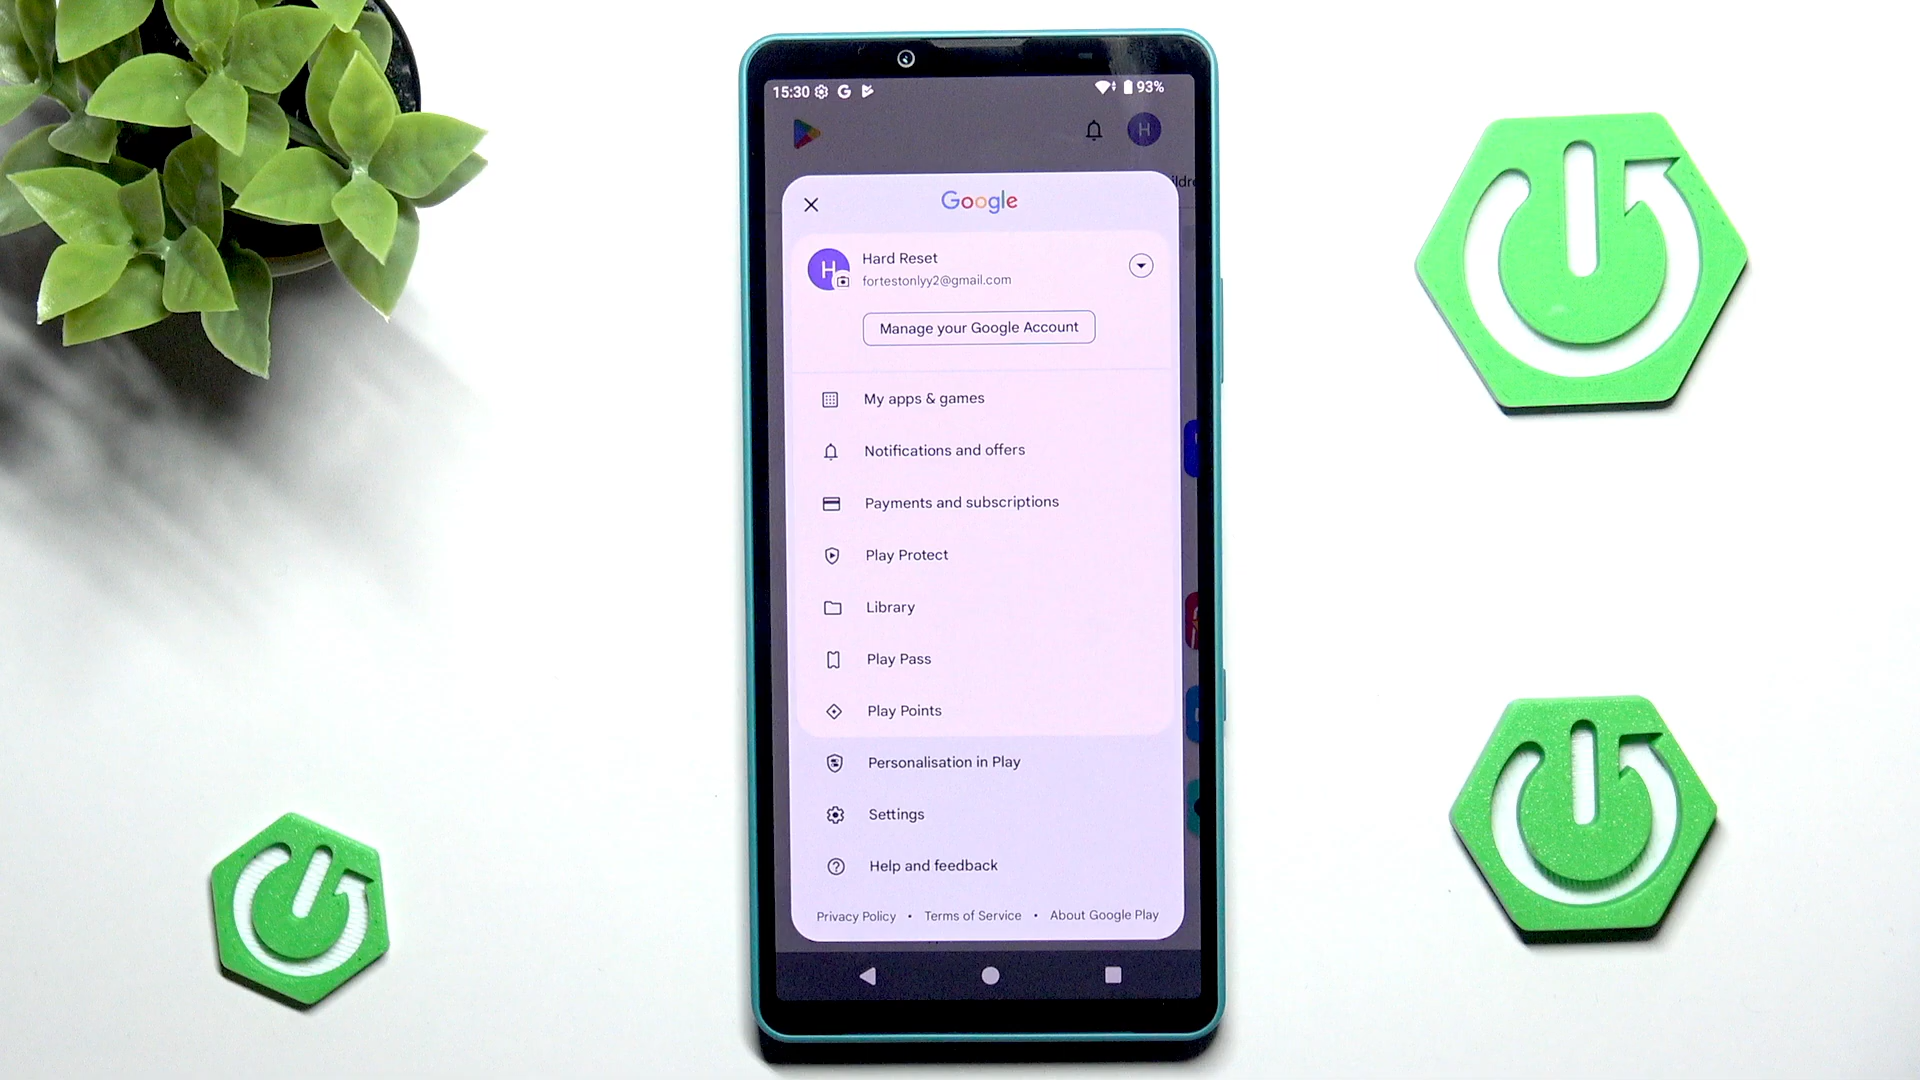 15:30 G 93%
H
ildre
Google
H Hard Reset
fortestonlyy2@gmail.com
Manage your Google Account
My apps & games
Notifications and offers
Payments and subscriptions
Play Protect
Library
Play Pass
Play Points
Personalisation in Play
Settings
Help and feedback
Privacy Policy • Terms of Service • About Google Play